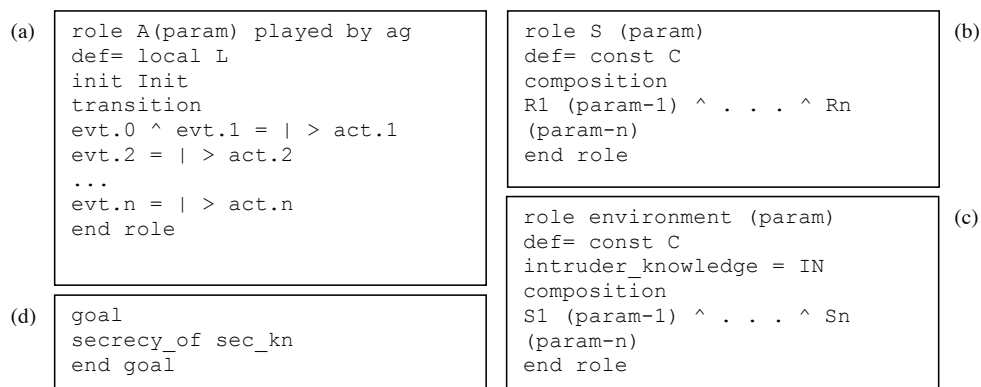 (a)
role A(param) played by ag
def= local L
init Init
transition
evt.0 ^ evt.1 = | > act.1
evt.2 = | > act.2
...
evt.n = | > act.n
end role
role S (param)
def= const C
composition
R1 (param-1) ^ . . . ^ Rn
(param-n)
end role
(b)
role environment (param)
def= const C
intruder_knowledge = IN
composition
S1 (param-1) ^ . . . ^ Sn
(param-n)
end role
(c)
(d)
goal
secrecy_of sec_kn
end goal